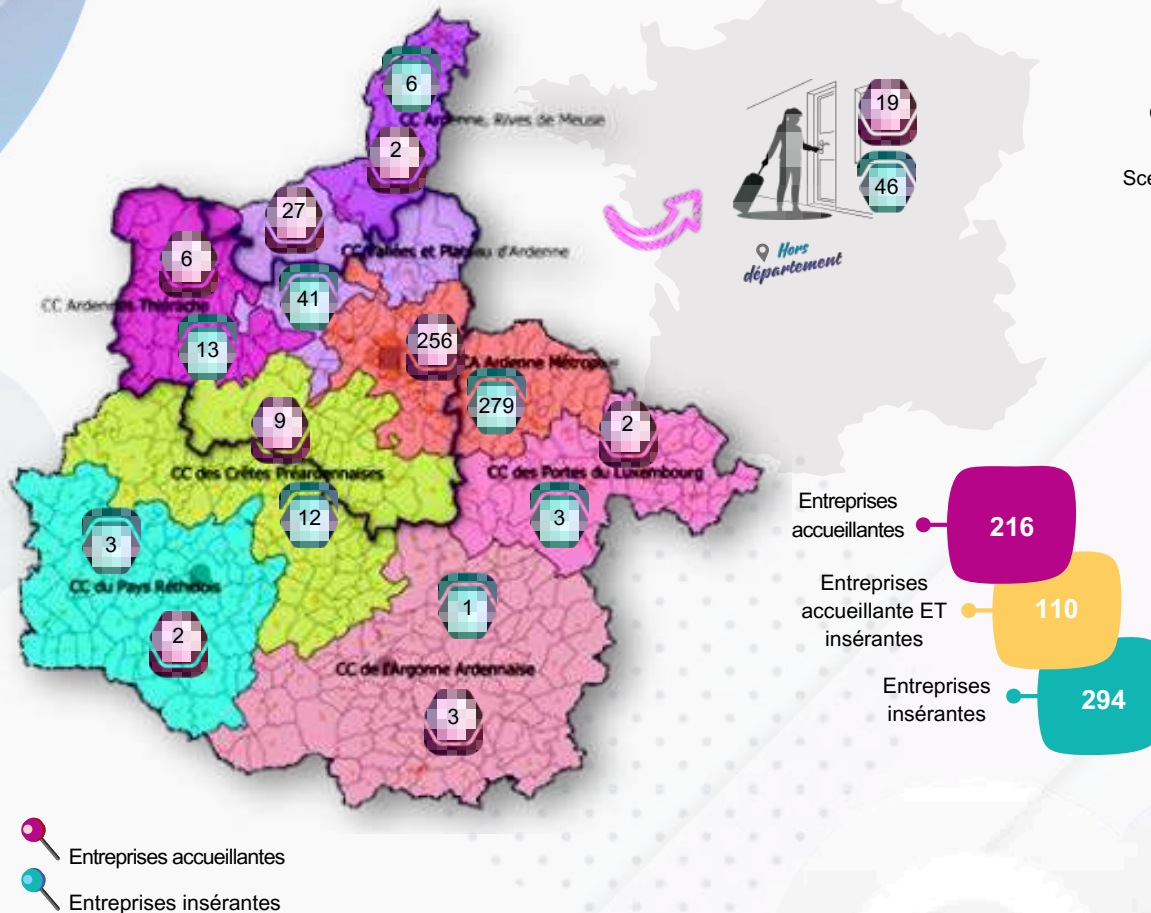 6
CC Ardenne, Rives de Meuse
2
19
46
Hors
département
27
CC Vallées et Plateau d'Ardenne
6
41
CC Ardennes Thiérache
13
256
CA Ardenne Métropole
279
9
2
CC des Crêtes Préardennaises
CC des Portes du Luxembourg
12
3
3
CC du Pays Rethélois
1
2
CC de l'Argonne Ardennaise
3
Entreprises
accueillantes
216
Entreprises
accueillante ET
insérantes
110
Entreprises
insérantes
294
Entreprises accueillantes
Entreprises insérantes